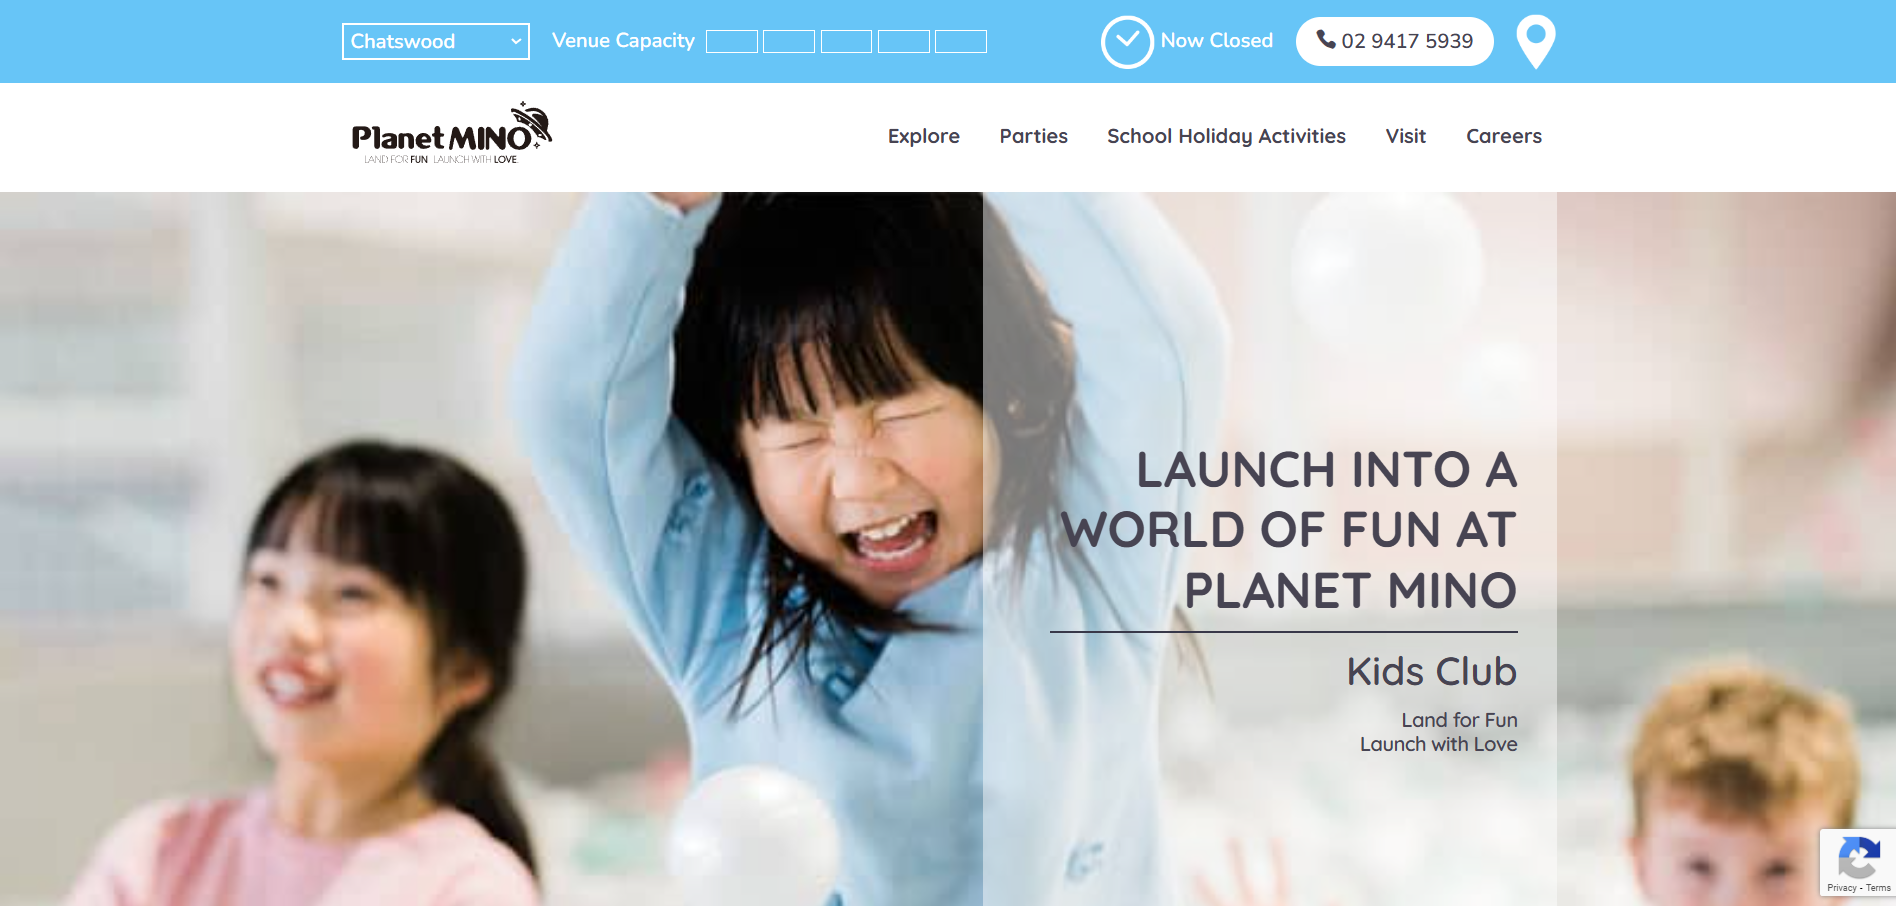 Chatswood
Venue Capacity
Now Closed
02 9417 5939
Planet MINO
LAND FOR FUN LAUNCH WITH LOVE.
Explore
Parties
School Holiday Activities
Visit
Careers
LAUNCH INTO A
WORLD OF FUN AT
PLANET MINO
Kids Club
Land for Fun
Launch with Love
Privacy - Terms